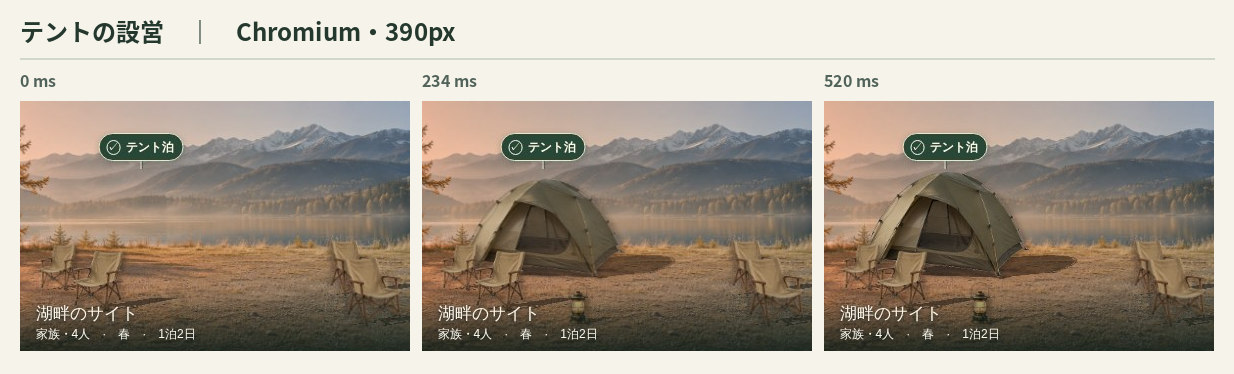 テントの設営 | Chromium・390px
0 ms
234 ms
520 ms
テント泊
テント泊
テント泊
湖畔のサイト
家族・4人 · 春 · 1泊2日
湖畔のサイト
家族・4人 · 春 · 1泊2日
湖畔のサイト
家族・4人 · 春 · 1泊2日